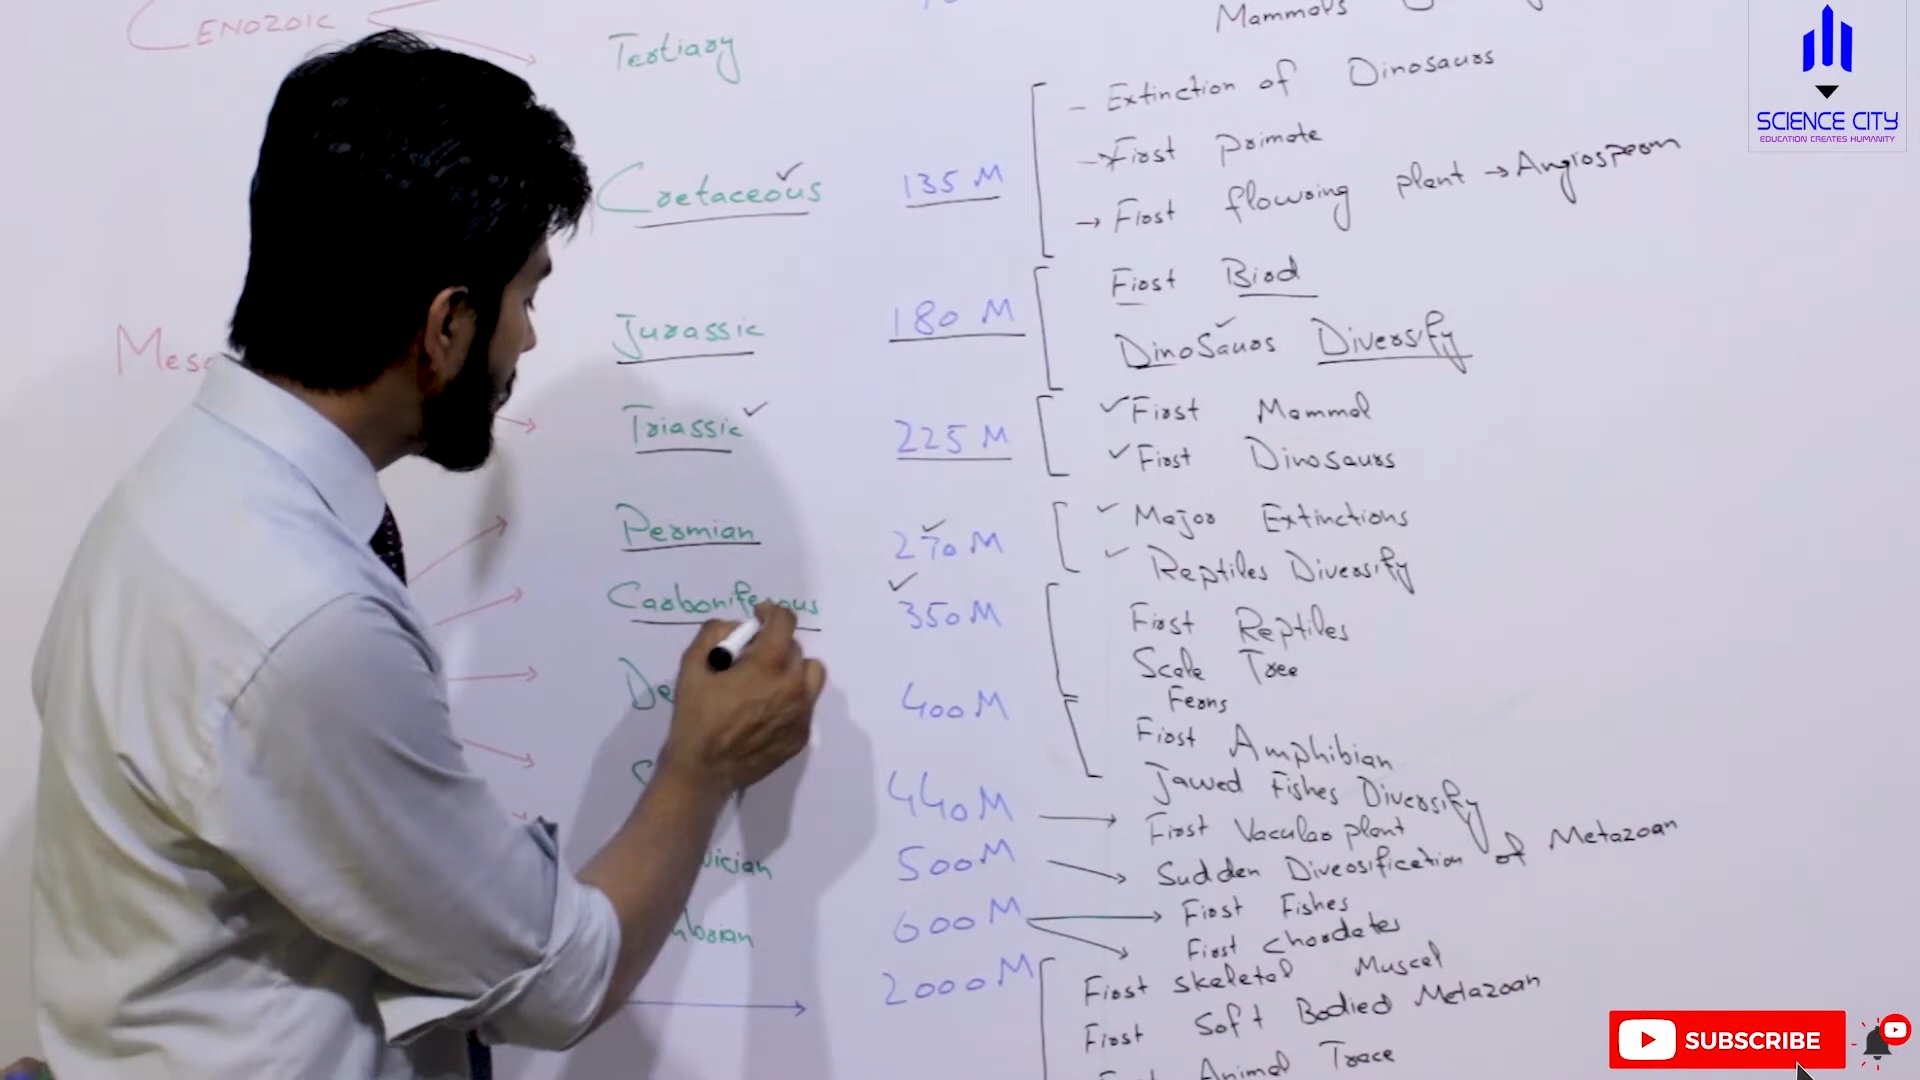 CENOZOIC
Mammals
Tertiary
- Extinction of Dinosaurs
- First Primate
Cretaceous 135 M
→ First flowring plant → Angiosperm
First Bird
Jurassic 180 M
Dinosaurs Diversify
Triassic 225 M
First Mammal
First Dinosaurs
Permian 270 M
Major Extinctions
Reptiles Diversify
Carboniferous 350 M
First Reptiles
Scale Tree
Ferns
400 M
First Amphibian
Jawed Fishes Diversify
440 M
First Vacular plant
500 M
Sudden Diversification of Metazoan
600 M
First Fishes
First Chordates
2000 M
First skeletal Muscel
First Soft Bodied Metazoan
Animal Trace
SCIENCE CITY
EDUCATION CREATES HUMANITY
SUBSCRIBE